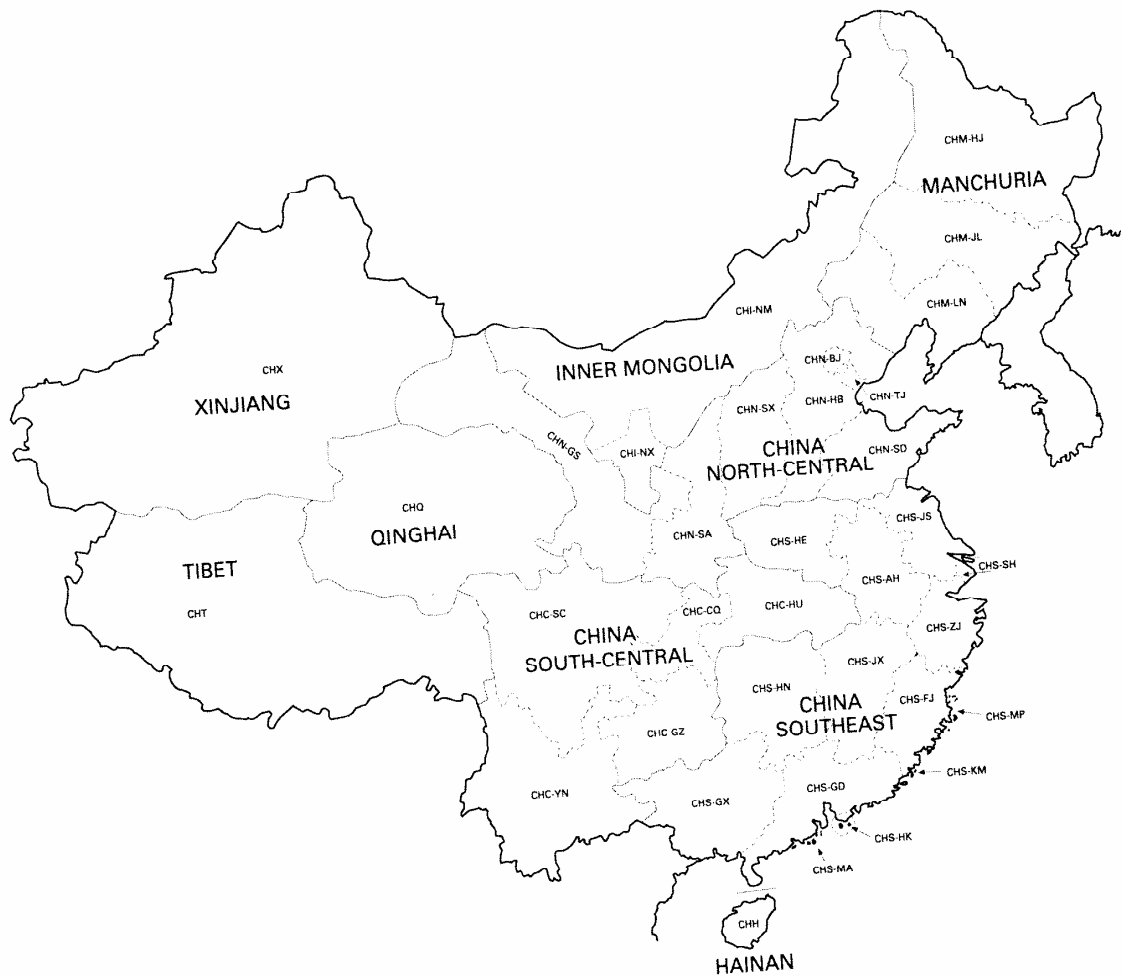 CHM-HJ
MANCHURIA
CHM-JL
CHM-LN
CHI-NM
INNER MONGOLIA
CHX
XINJIANG
CHN-BJ
CHN-TJ
CHN-SX
CHN-HB
CHN-GS
CHI-NX
CHINA
NORTH-CENTRAL
CHN-SD
CHQ
QINGHAI
CHN-SA
CHS-HE
CHS-JS
TIBET
CHT
CHS-AH
CHS-SH
CHC-SC
CHC-CQ
CHC-HU
CHINA
SOUTH-CENTRAL
CHS-ZJ
CHS-JX
CHS-HN
CHS-FJ
CHINA
SOUTHEAST
CHS-MP
CHC-GZ
CHS-KM
CHC-YN
CHS-GX
CHS-GD
CHS-HK
CHS-MA
CHH
HAINAN